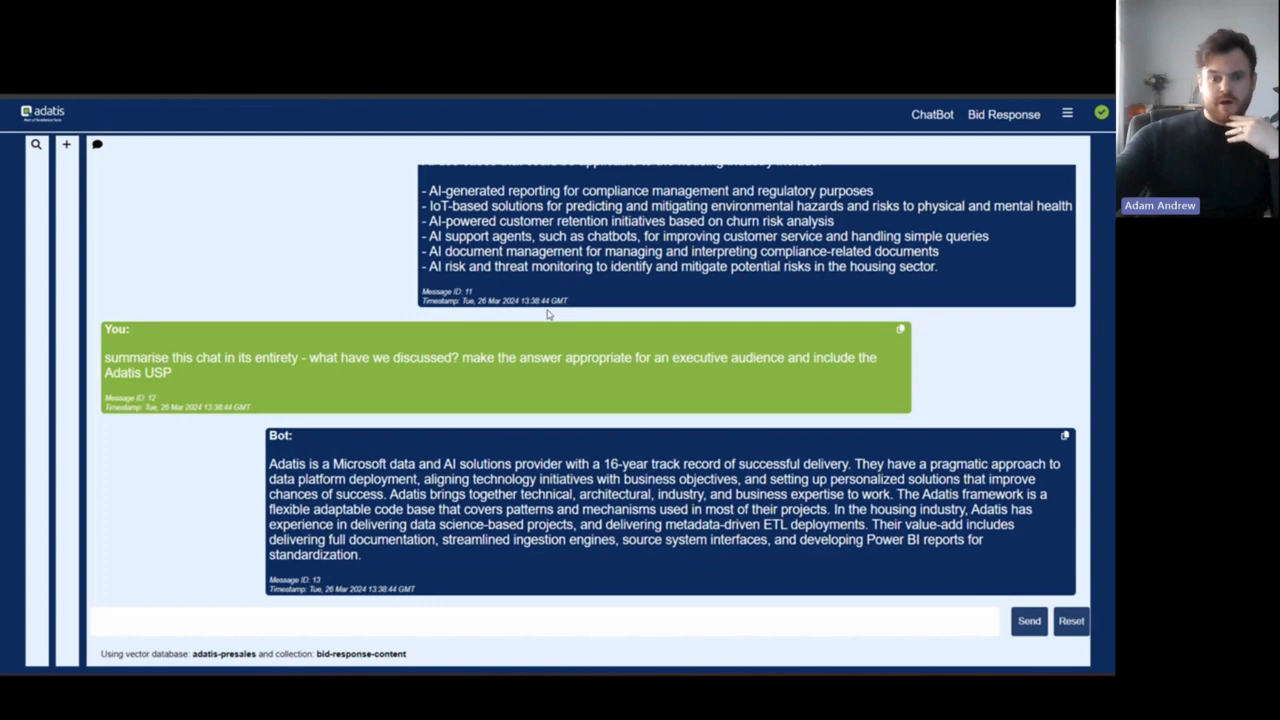 adatis
ChatBot
Bid Response
- AI-generated reporting for compliance management and regulatory purposes
- IoT-based solutions for predicting and mitigating environmental hazards and risks to physical and mental health
- AI-powered customer retention initiatives based on churn risk analysis
- AI support agents, such as chatbots, for improving customer service and handling simple queries
- AI document management for managing and interpreting compliance-related documents
- AI risk and threat monitoring to identify and mitigate potential risks in the housing sector.
Message ID: 11
Timestamp: Tue, 26 Mar 2024 13:38:44 GMT
You:
summarise this chat in its entirety - what have we discussed? make the answer appropriate for an executive audience and include the
Adatis USP
Message ID: 12
Timestamp: Tue, 26 Mar 2024 13:38:44 GMT
Bot:
Adatis is a Microsoft data and AI solutions provider with a 16-year track record of successful delivery. They have a pragmatic approach to
data platform deployment, aligning technology initiatives with business objectives, and setting up personalized solutions that improve
chances of success. Adatis brings together technical, architectural, industry, and business expertise to work. The Adatis framework is a
flexible adaptable code base that covers patterns and mechanisms used in most of their projects. In the housing industry, Adatis has
experience in delivering data science-based projects, and delivering metadata-driven ETL deployments. Their value-add includes
delivering full documentation, streamlined ingestion engines, source system interfaces, and developing Power BI reports for
standardization.
Message ID: 13
Timestamp: Tue, 26 Mar 2024 13:38:44 GMT
Send
Reset
Using vector database: adatis-presales and collection: bid-response-content
Adam Andrew